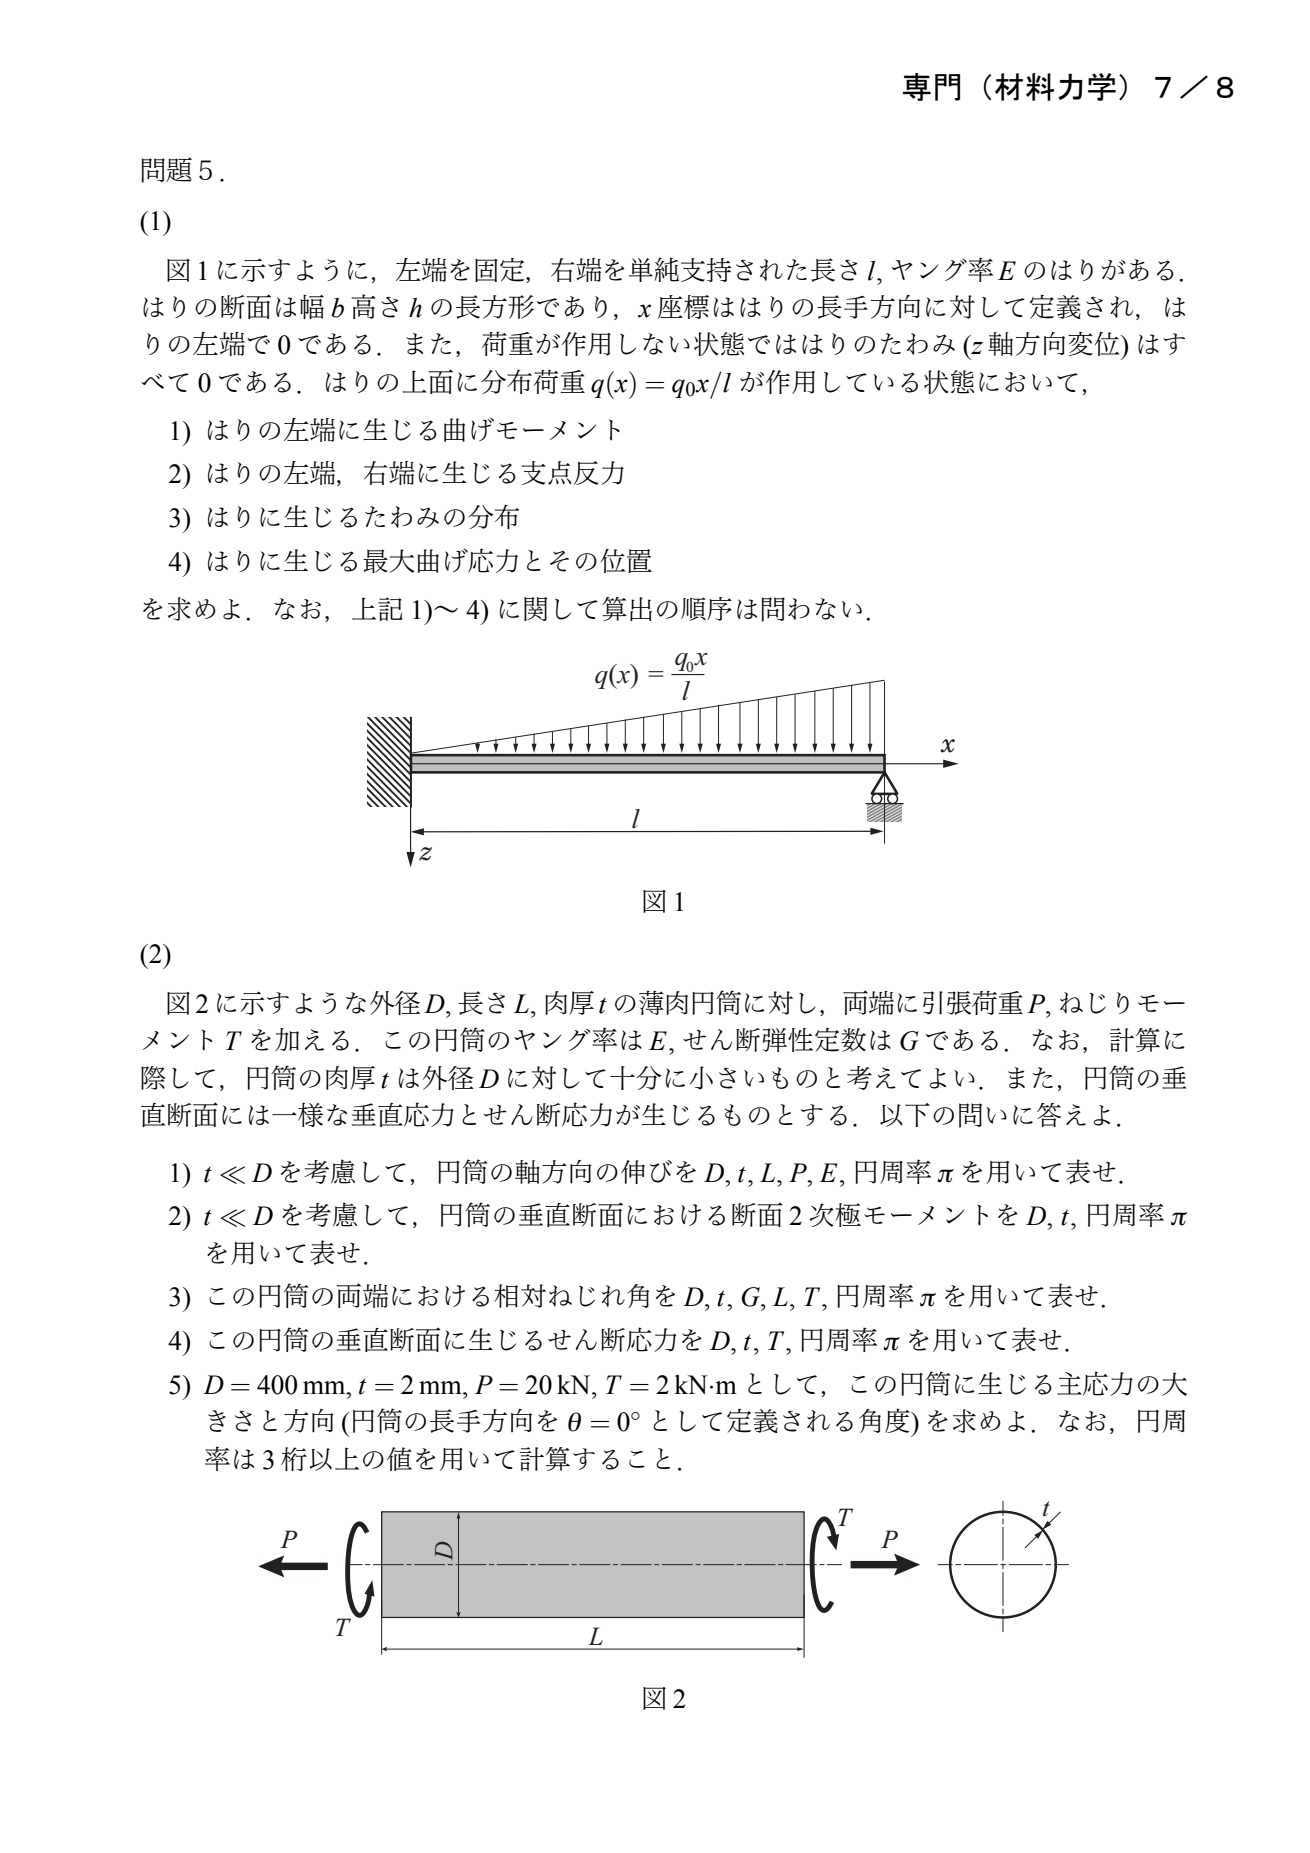 専門（材料力学）７／８
問題５．
(1)
図1に示すように，左端を固定，右端を単純支持された長さ l, ヤング率 E のはりがある．
はりの断面は幅 b 高さ h の長方形であり，x 座標ははりの長手方向に対して定義され，は
りの左端で 0 である．また，荷重が作用しない状態でははりのたわみ (z 軸方向変位) はす
べて 0 である．はりの上面に分布荷重 q(x) = q₀x/l が作用している状態において，
1) はりの左端に生じる曲げモーメント
2) はりの左端，右端に生じる支点反力
3) はりに生じるたわみの分布
4) はりに生じる最大曲げ応力とその位置
を求めよ．なお，上記 1)〜 4) に関して算出の順序は問わない．
q(x) = q₀x / l
x
l
z
図 1
(2)
図2に示すような外径 D, 長さ L, 肉厚 t の薄肉円筒に対し，両端に引張荷重 P, ねじりモー
メント T を加える．この円筒のヤング率は E, せん断弾性定数は G である．なお，計算に
際して，円筒の肉厚 t は外径 D に対して十分に小さいものと考えてよい．また，円筒の垂
直断面には一様な垂直応力とせん断応力が生じるものとする．以下の問いに答えよ．
1) t ≪ D を考慮して，円筒の軸方向の伸びを D, t, L, P, E, 円周率 π を用いて表せ．
2) t ≪ D を考慮して，円筒の垂直断面における断面 2 次極モーメントを D, t, 円周率 π
を用いて表せ．
3) この円筒の両端における相対ねじれ角を D, t, G, L, T, 円周率 π を用いて表せ．
4) この円筒の垂直断面に生じるせん断応力を D, t, T, 円周率 π を用いて表せ．
5) D = 400 mm, t = 2 mm, P = 20 kN, T = 2 kN·m として，この円筒に生じる主応力の大
きさと方向 (円筒の長手方向を θ = 0° として定義される角度) を求めよ．なお，円周
率は 3 桁以上の値を用いて計算すること．
P
T
D
L
T
P
t
図 2